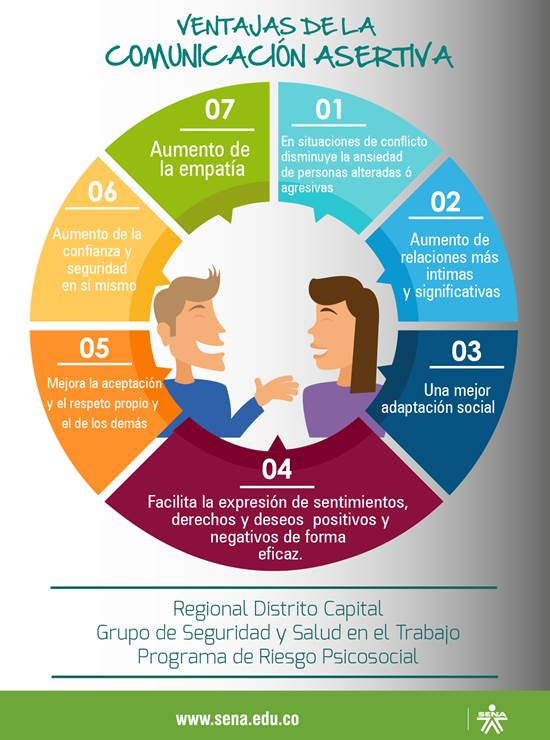 VENTAJAS DE LA
COMUNICACIÓN ASERTIVA
01
En situaciones de conflicto
disminuye la ansiedad
de personas alteradas ó
agresivas
02
Aumento de
relaciones más
intimas
y significativas
03
Una mejor
adaptación social
04
Facilita la expresión de sentimientos,
derechos y deseos positivos y
negativos de forma
eficaz.
05
Mejora la aceptación
y el respeto propio y
el de los demás
06
Aumento de la
confianza y
seguridad
en sí mismo
07
Aumento de
la empatía
Regional Distrito Capital
Grupo de Seguridad y Salud en el Trabajo
Programa de Riesgo Psicosocial
www.sena.edu.co
SENA